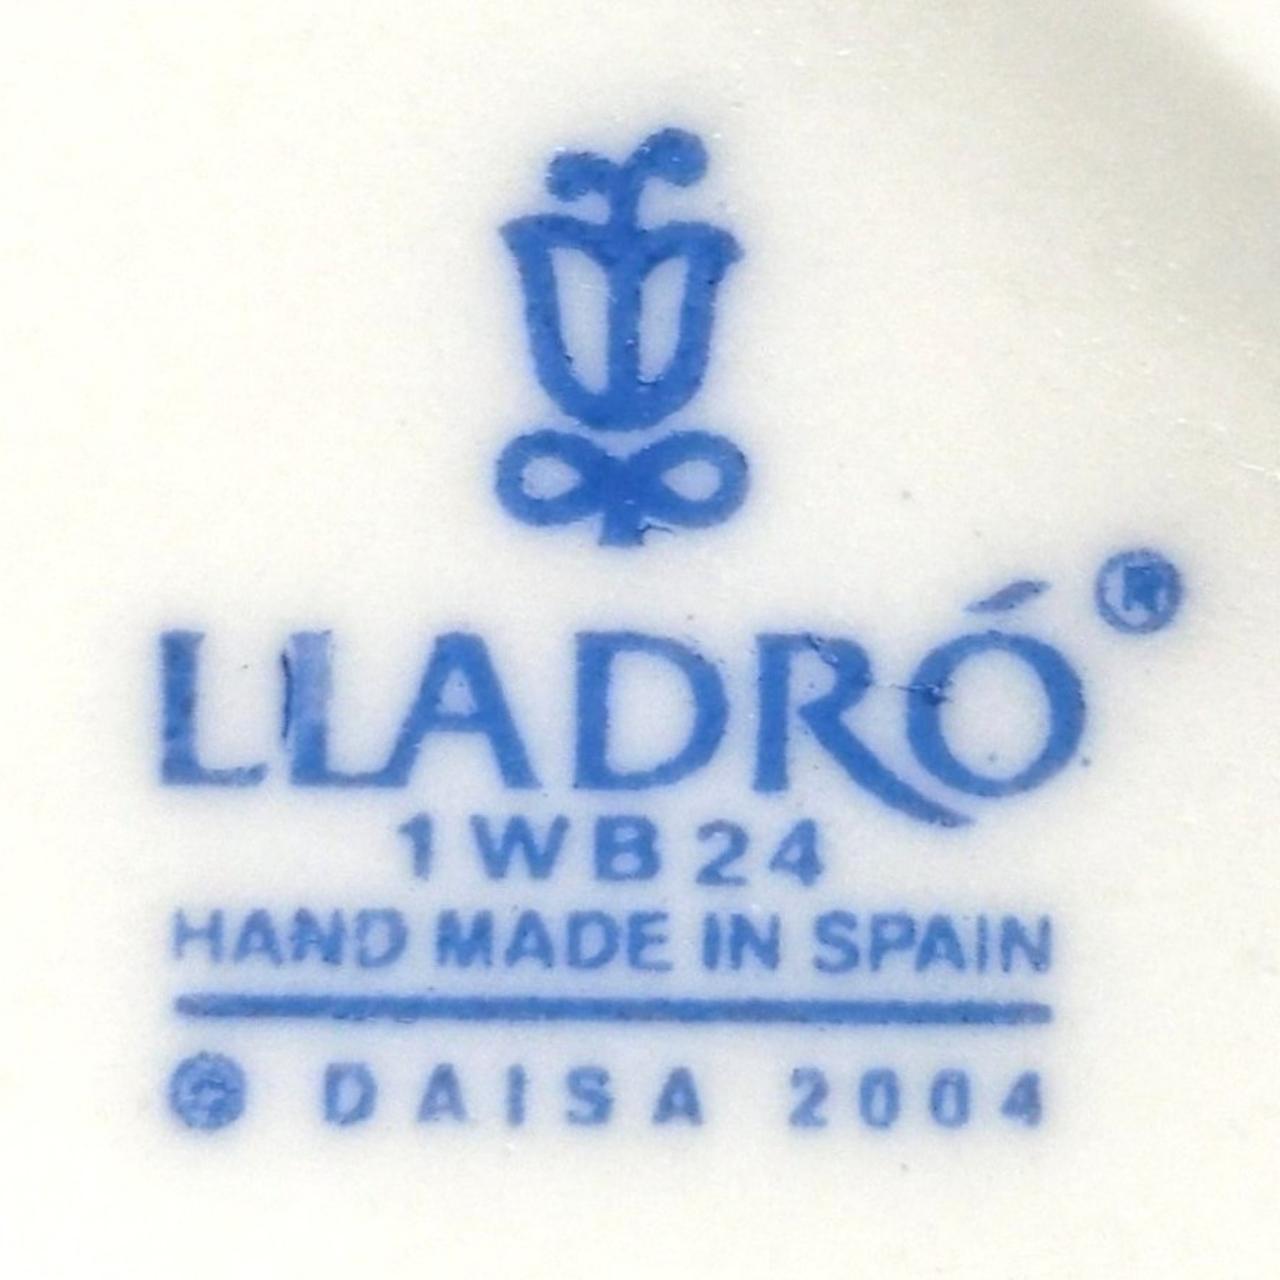 LLADRÓ®
1WB24
HAND MADE IN SPAIN
© DAISA 2004